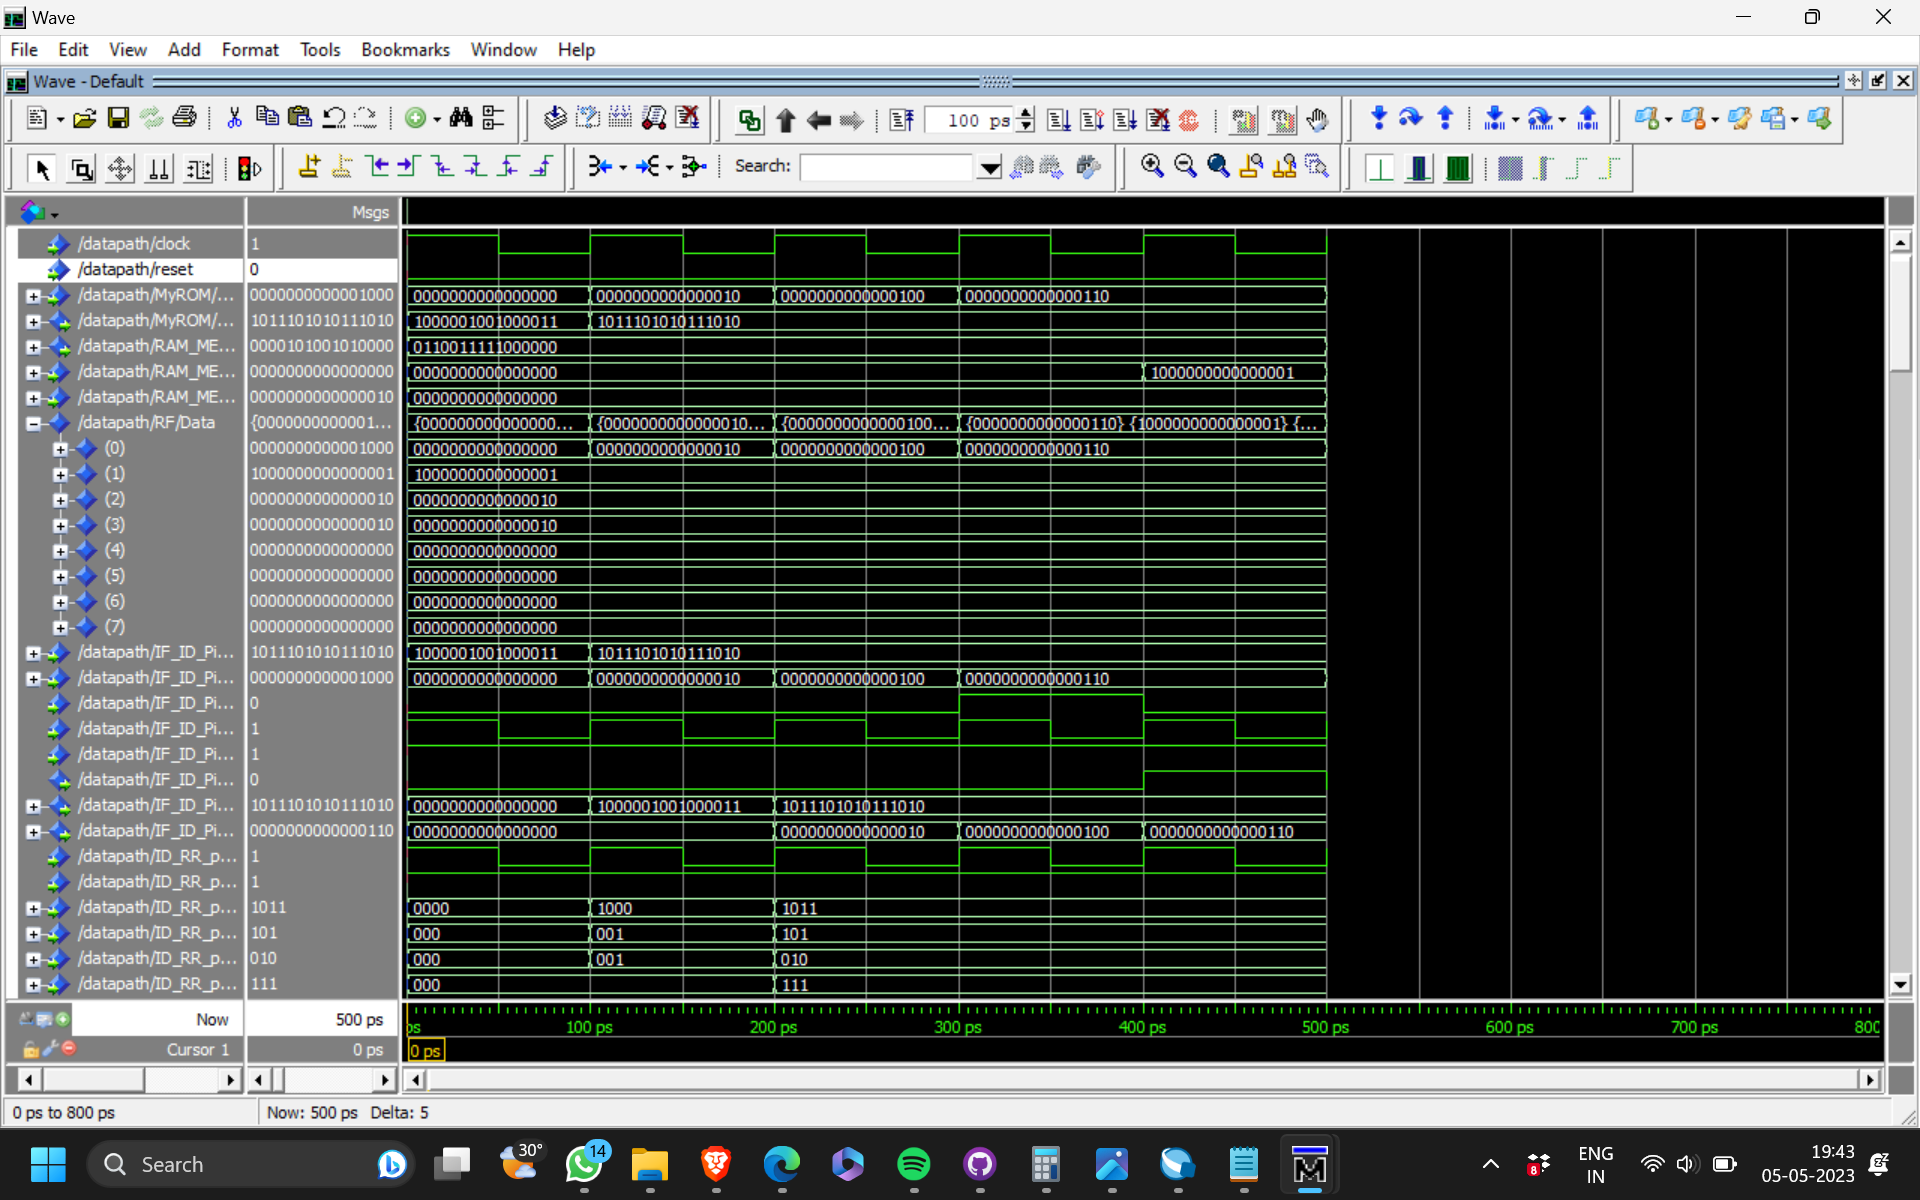 Wave
File Edit View Add Format Tools Bookmarks Window Help
Wave - Default
100 ps
Search:
Msgs
/datapath/clock 1
/datapath/reset 0
/datapath/MyROM/... 0000000000001000 0000000000000000 0000000000000010 0000000000000100 0000000000000110
/datapath/MyROM/... 1011101010111010 1000001001000011 1011101010111010
/datapath/RAM_ME... 0000101001010000 0110011111000000
/datapath/RAM_ME... 0000000000000000 0000000000000000 1000000000000001
/datapath/RAM_ME... 0000000000000010 0000000000000000
/datapath/RF/Data {00000000000001... {000000000000000... {0000000000000010... {0000000000000100... {0000000000000110} {1000000000000001} {...
(0) 0000000000001000 0000000000000000 0000000000000010 0000000000000100 0000000000000110
(1) 1000000000000001 1000000000000001
(2) 0000000000000010 0000000000000010
(3) 0000000000000010 0000000000000010
(4) 0000000000000000 0000000000000000
(5) 0000000000000000 0000000000000000
(6) 0000000000000000 0000000000000000
(7) 0000000000000000 0000000000000000
/datapath/IF_ID_Pi... 1011101010111010 1000001001000011 1011101010111010
/datapath/IF_ID_Pi... 0000000000001000 0000000000000000 0000000000000010 0000000000000100 0000000000000110
/datapath/IF_ID_Pi... 0
/datapath/IF_ID_Pi... 1
/datapath/IF_ID_Pi... 1
/datapath/IF_ID_Pi... 0
/datapath/IF_ID_Pi... 1011101010111010 0000000000000000 1000001001000011 1011101010111010
/datapath/IF_ID_Pi... 0000000000000110 0000000000000000 0000000000000010 0000000000000100 0000000000000110
/datapath/ID_RR_p... 1
/datapath/ID_RR_p... 1
/datapath/ID_RR_p... 1011 0000 1000 1011
/datapath/ID_RR_p... 101 000 001 101
/datapath/ID_RR_p... 010 000 001 010
/datapath/ID_RR_p... 111 000 111
Now 500 ps ps 100 ps 200 ps 300 ps 400 ps 500 ps 600 ps 700 ps 800
Cursor 1 0 ps 0 ps
0 ps to 800 ps Now: 500 ps Delta: 5
Search 30° 14 8 ENG IN 19:43 05-05-2023